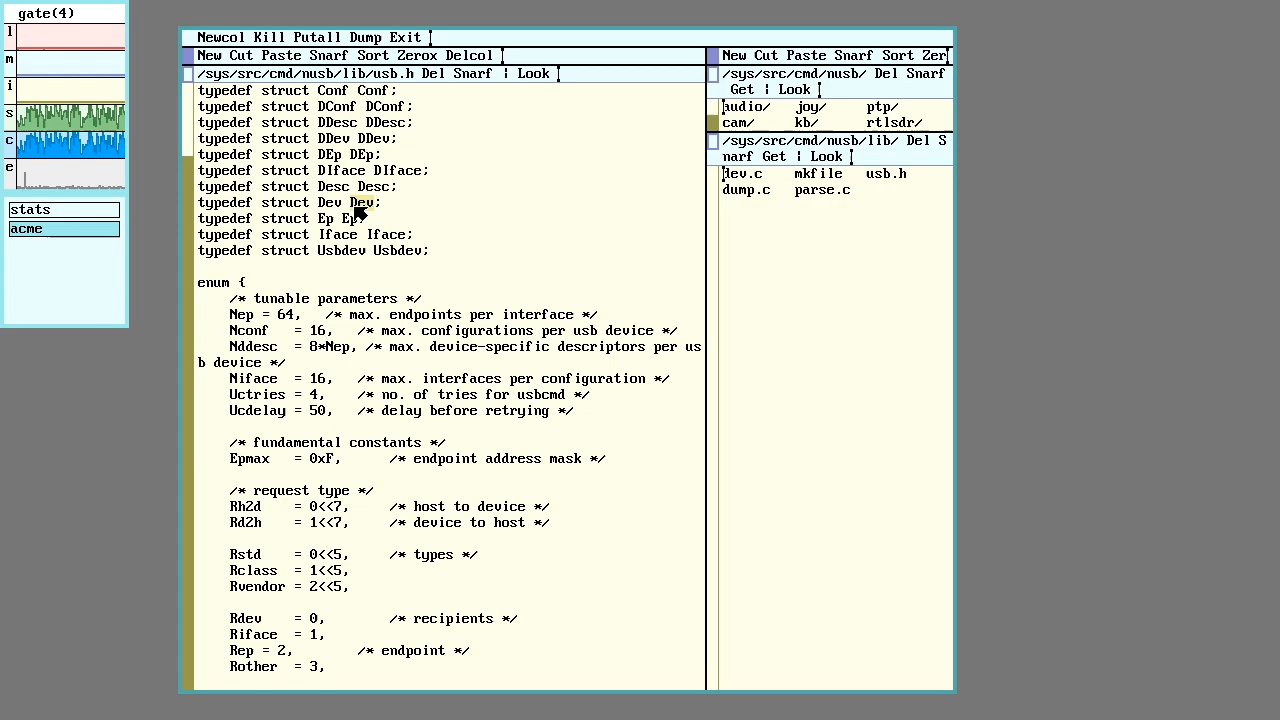 gate(4)
l
m
i
s
c
e
stats
acme
Newcol Kill Putall Dump Exit
New Cut Paste Snarf Sort Zerox Delcol
/sys/src/cmd/nusb/lib/usb.h Del Snarf | Look
typedef struct Conf Conf;
typedef struct DConf DConf;
typedef struct DDesc DDesc;
typedef struct DDev DDev;
typedef struct DEp DEp;
typedef struct DIface DIface;
typedef struct Desc Desc;
typedef struct Dev Dev;
typedef struct Ep Ep;
typedef struct Iface Iface;
typedef struct Usbdev Usbdev;
enum {
/* tunable parameters */
Nep = 64,   /* max. endpoints per interface */
Nconf   = 16,   /* max. configurations per usb device */
Nddesc  = 8*Nep, /* max. device-specific descriptors per us
b device */
Niface  = 16,   /* max. interfaces per configuration */
Uctries = 4,    /* no. of tries for usbcmd */
Ucdelay = 50,   /* delay before retrying */
/* fundamental constants */
Epmax   = 0xF,      /* endpoint address mask */
/* request type */
Rh2d    = 0<<7,     /* host to device */
Rd2h    = 1<<7,     /* device to host */
Rstd    = 0<<5,     /* types */
Rclass  = 1<<5,
Rvendor = 2<<5,
Rdev    = 0,        /* recipients */
Riface  = 1,
Rep = 2,        /* endpoint */
Rother  = 3,
New Cut Paste Snarf Sort Zer
/sys/src/cmd/nusb/ Del Snarf
Get | Look
audio/   joy/     ptp/
cam/     kb/      rtlsdr/
/sys/src/cmd/nusb/lib/ Del S
narf Get | Look
dev.c    mkfile   usb.h
dump.c   parse.c